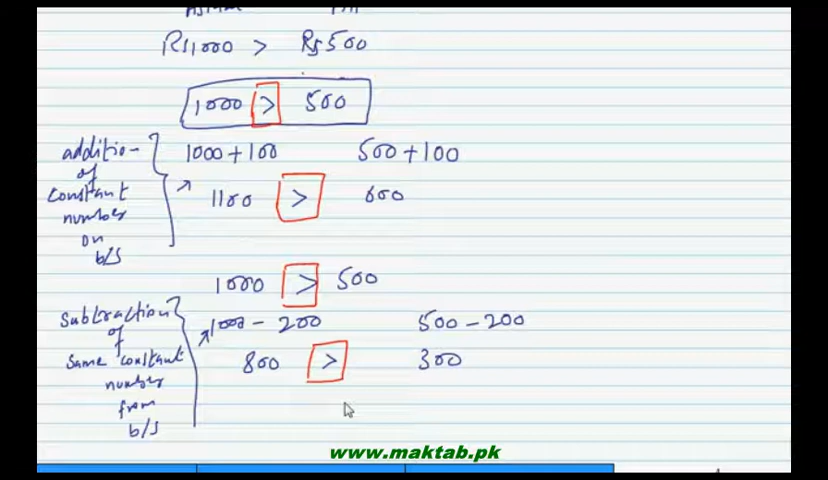 Rs1000 > Rs500
1000 > 500
addition of constant number on b/s
1000+100 500+100
1100 > 600
1000 > 500
Subtraction of same constant number from b/s
1000 - 200 500 - 200
800 > 300
www.maktab.pk